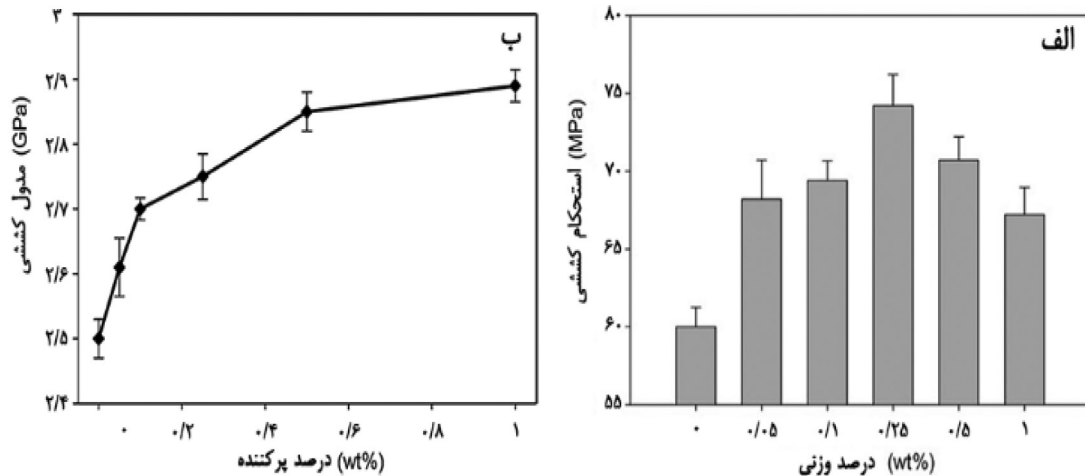 الف
استحکام کششی (MPa)
۸۰
۷۵
۷۰
۶۵
۶۰
۵۵
۰ ۰/۰۵ ۰/۱ ۰/۲۵ ۰/۵ ۱
درصد وزنی (wt%)
ب
مدول کششی (GPa)
۳
۲/۹
۲/۸
۲/۷
۲/۶
۲/۵
۲/۴
۰ ۰/۲ ۰/۴ ۰/۶ ۰/۸ ۱
درصد پرکننده (wt%)